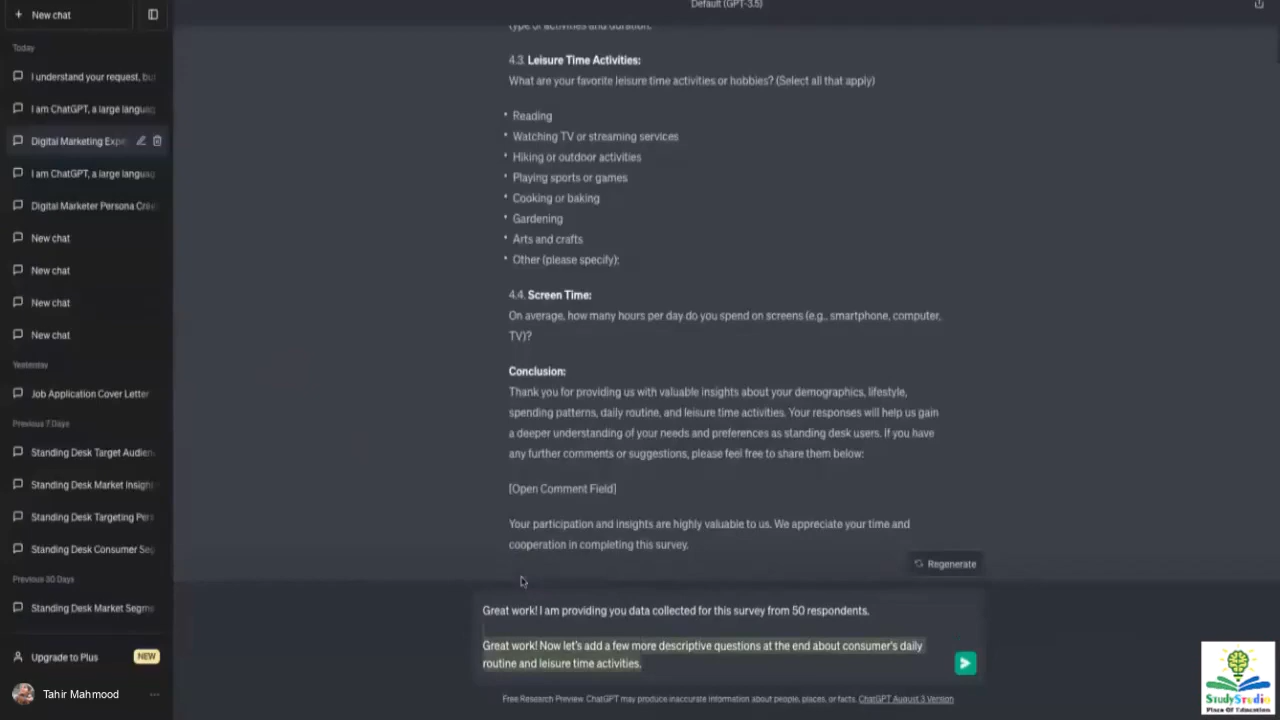 New chat
Default (GPT-3.5)
Today
I understand your request, bu
I am ChatGPT, a large langua
Digital Marketing Expe
I am ChatGPT, a large langua
Digital Marketer Persona Cre
New chat
New chat
New chat
New chat
Yesterday
Job Application Cover Letter
Previous 7 Days
Standing Desk Target Audien
Standing Desk Market Insigh
Standing Desk Targeting Per
Standing Desk Consumer Se
Previous 30 Days
Standing Desk Market Segme
Upgrade to Plus NEW
Tahir Mahmood
type of activities and duration.
4.3. Leisure Time Activities:
What are your favorite leisure time activities or hobbies? (Select all that apply)
• Reading
• Watching TV or streaming services
• Hiking or outdoor activities
• Playing sports or games
• Cooking or baking
• Gardening
• Arts and crafts
• Other (please specify):
4.4. Screen Time:
On average, how many hours per day do you spend on screens (e.g., smartphone, computer,
TV)?
Conclusion:
Thank you for providing us with valuable insights about your demographics, lifestyle,
spending patterns, daily routine, and leisure time activities. Your responses will help us gain
a deeper understanding of your needs and preferences as standing desk users. If you have
any further comments or suggestions, please feel free to share them below:
[Open Comment Field]
Your participation and insights are highly valuable to us. We appreciate your time and
cooperation in completing this survey.
Regenerate
Great work! I am providing you data collected for this survey from 50 respondents.
Great work! Now let's add a few more descriptive questions at the end about consumer's daily
routine and leisure time activities.
Free Research Preview. ChatGPT may produce inaccurate information about people, places, or facts. ChatGPT August 3 Version
StudyStudio
Place Of Education